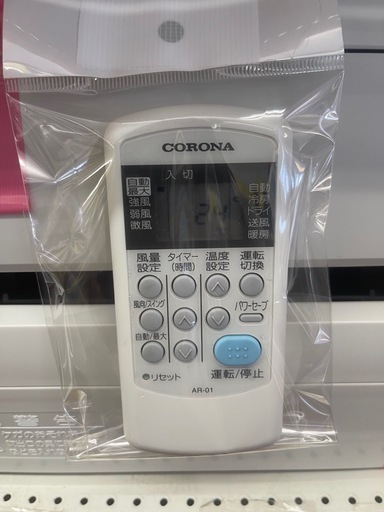 CORONA
入 切
自動
最大
強風
弱風
微風
24°
自動
冷房
ドライ
送風
暖房
風量
設定
タイマー
(時間)
温度
設定
運転
切換
風向/スイング
パワーセーブ
自動/最大
リセット
運転/停止
AR-01